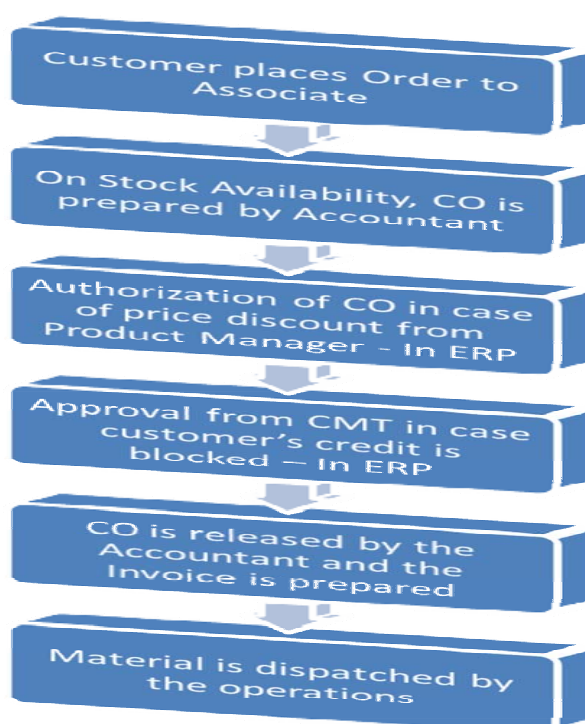 Customer places Order to
Associate
On Stock Availability, CO is
prepared by Accountant
Authorization of CO in case
of price discount from
Product Manager - In ERP
Approval from CMT in case
customer’s credit is
blocked – In ERP
CO is released by the
Accountant and the
Invoice is prepared
Material is dispatched by
the operations